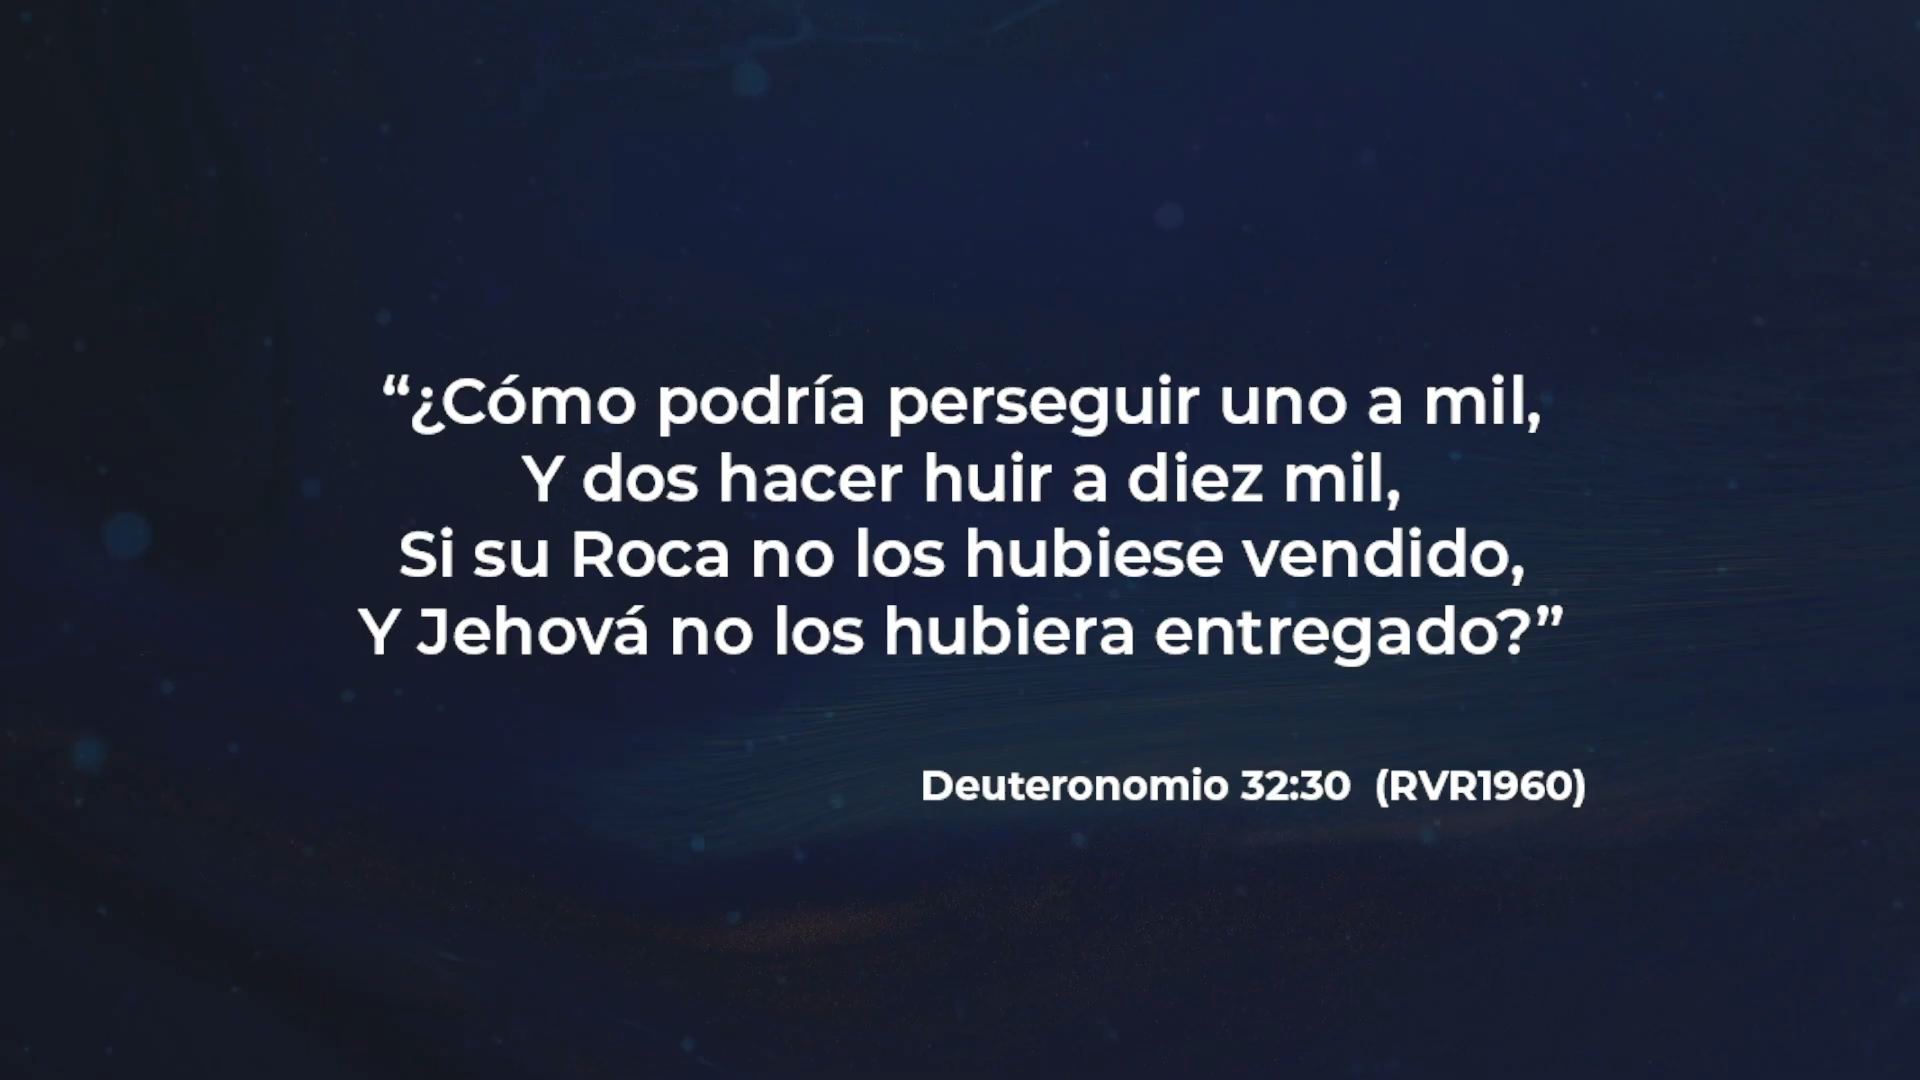 “¿Cómo podría perseguir uno a mil,
Y dos hacer huir a diez mil,
Si su Roca no los hubiese vendido,
Y Jehová no los hubiera entregado?”
Deuteronomio 32:30  (RVR1960)